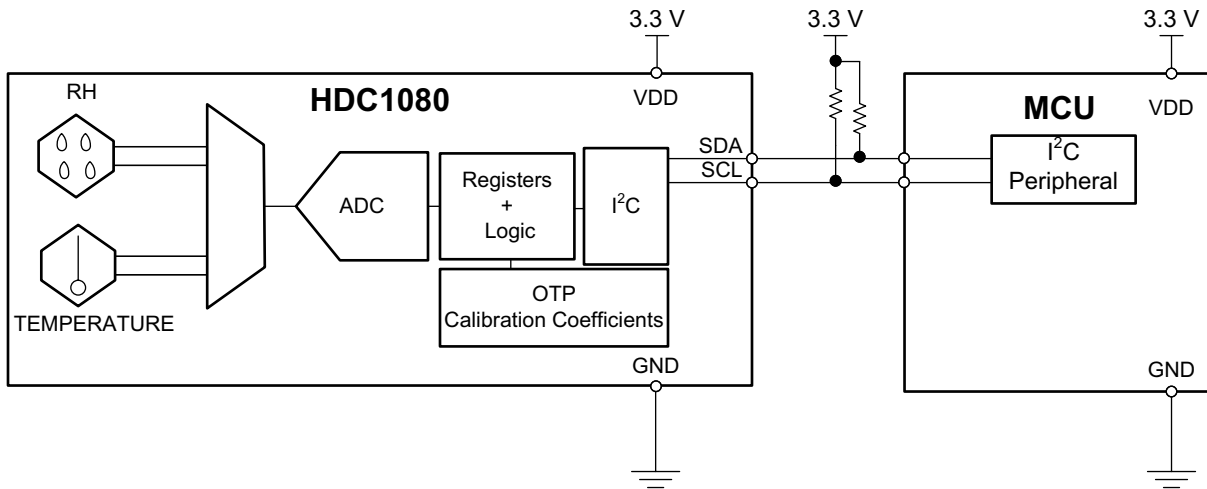 3.3 V
3.3 V
3.3 V
RH
HDC1080
VDD
MCU
VDD
SDA
SCL
I²C
Peripheral
ADC
Registers
+
Logic
I²C
TEMPERATURE
OTP
Calibration Coefficients
GND
GND